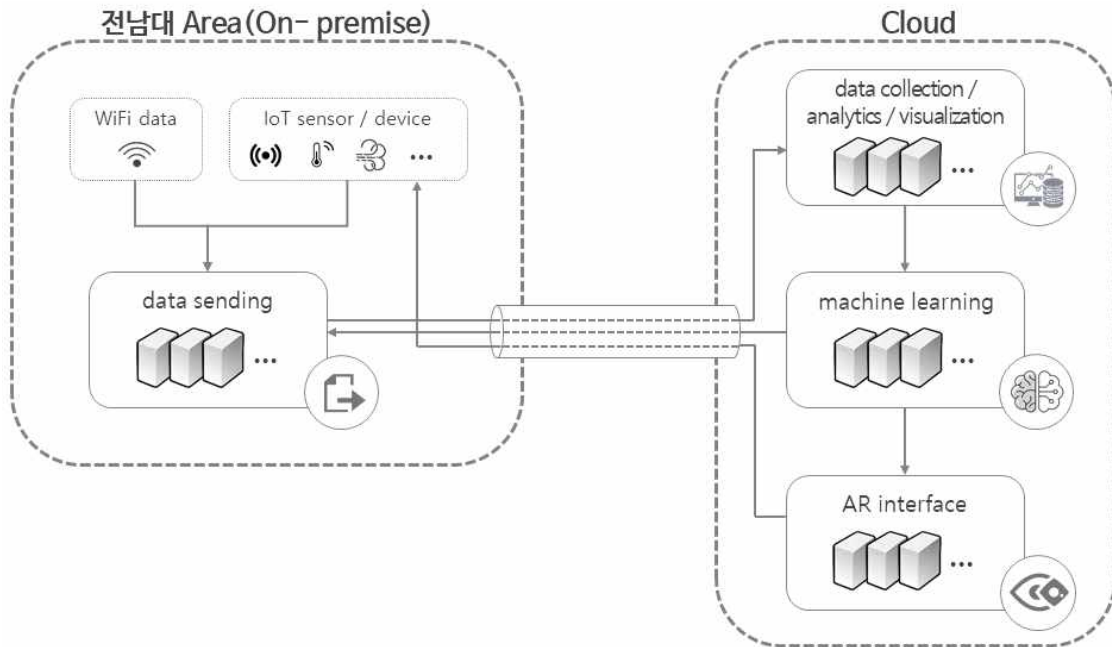 전남대 Area(On- premise)
Cloud
WiFi data
IoT sensor / device
...
data sending
...
data collection /
analytics / visualization
...
machine learning
...
AR interface
...